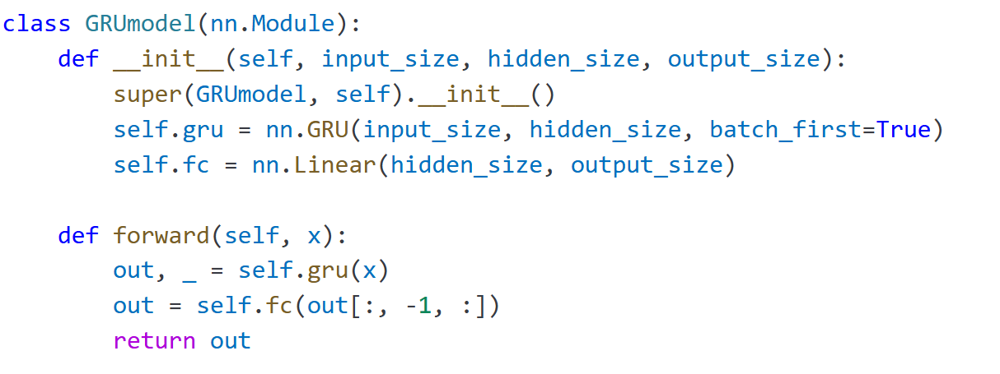 class GRUmodel(nn.Module):
    def __init__(self, input_size, hidden_size, output_size):
        super(GRUmodel, self).__init__()
        self.gru = nn.GRU(input_size, hidden_size, batch_first=True)
        self.fc = nn.Linear(hidden_size, output_size)

    def forward(self, x):
        out, _ = self.gru(x)
        out = self.fc(out[:, -1, :])
        return out